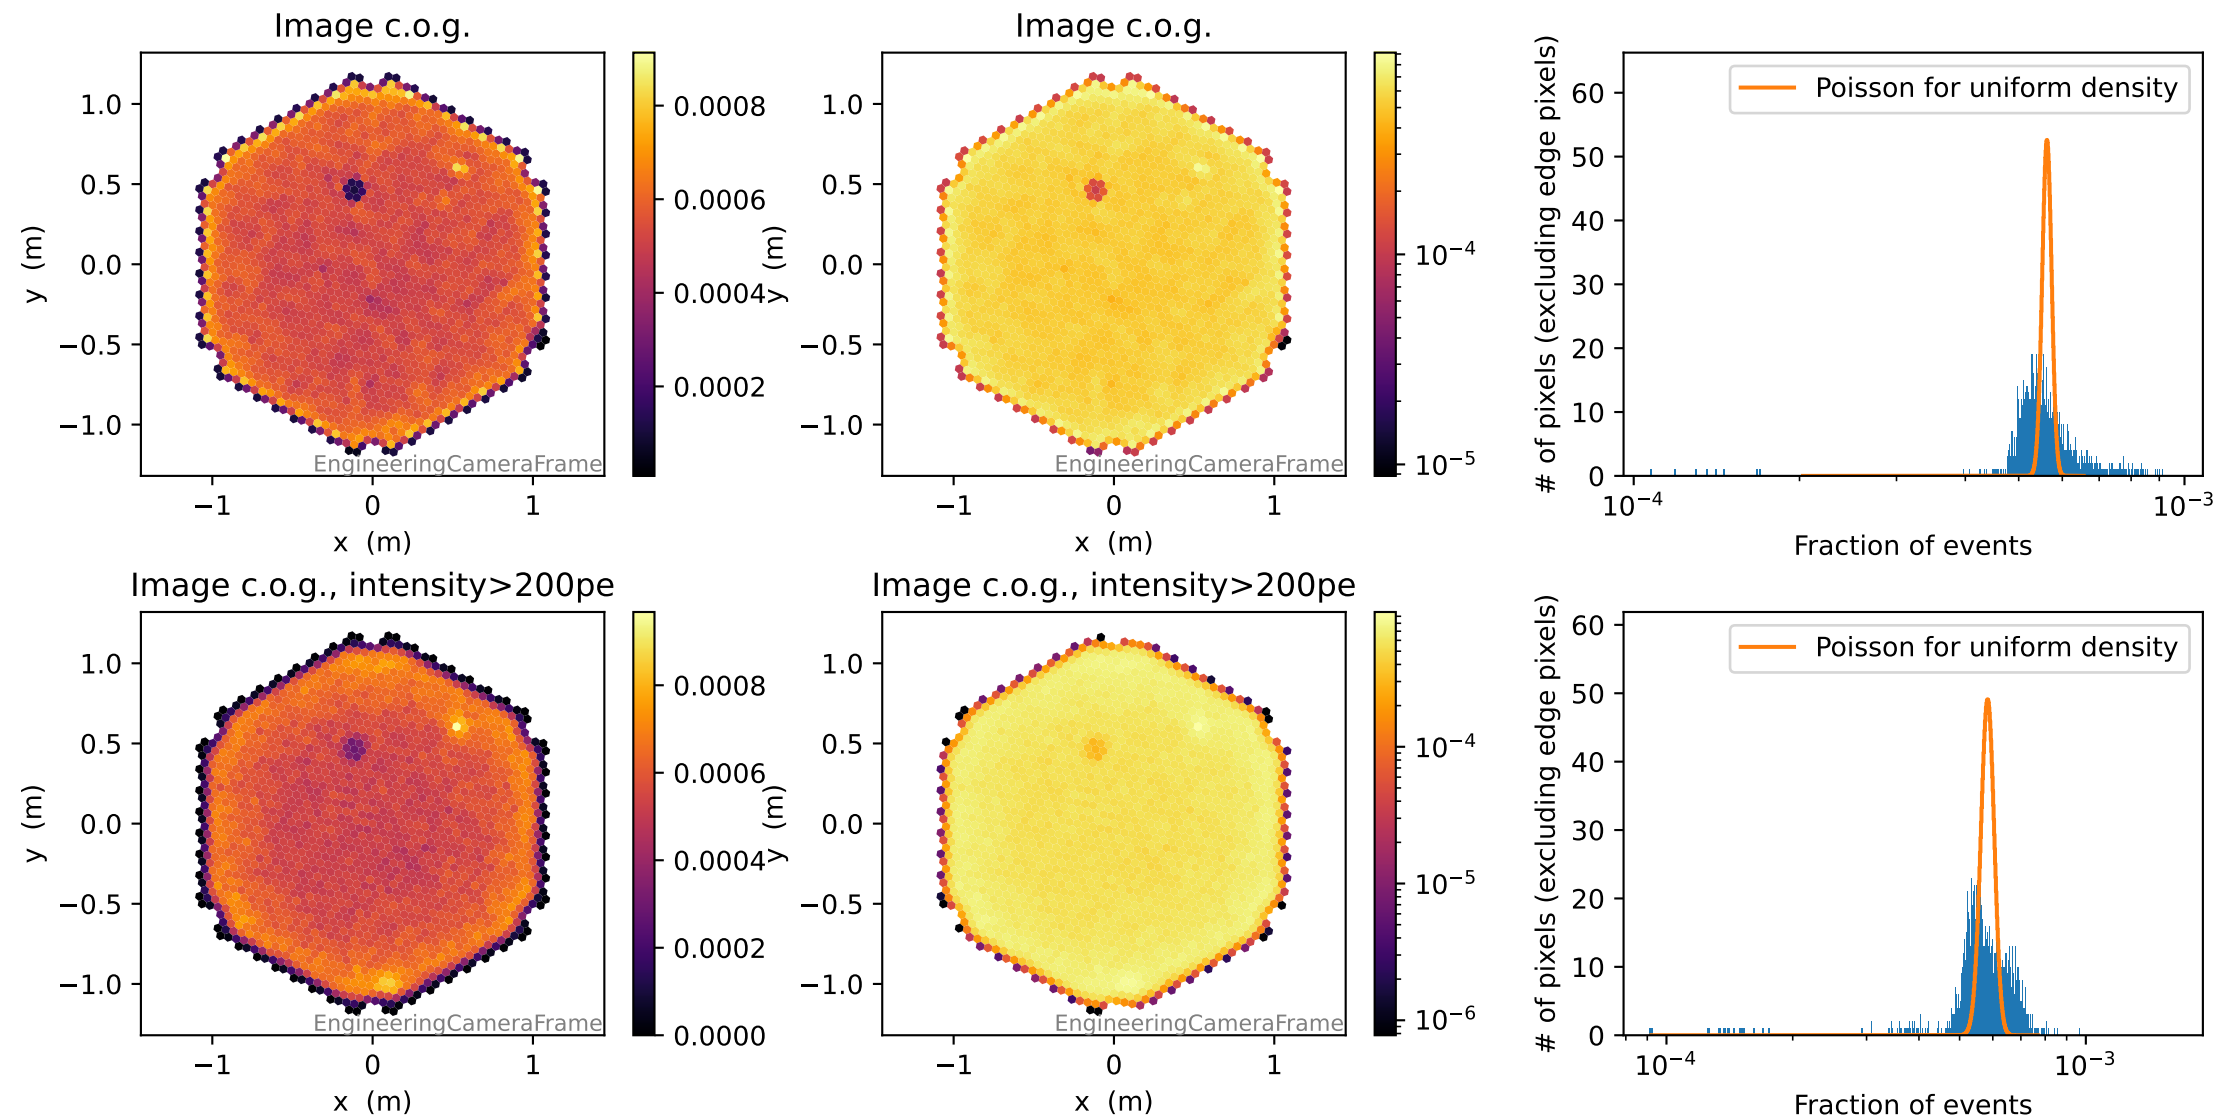 Image c.o.g.
1.0
0.5
0.0
−0.5
−1.0
y (m)
−1
0
1
x (m)
EngineeringCameraFrame
0.0008
0.0006
0.0004
0.0002
Image c.o.g.
1.0
0.5
0.0
−0.5
−1.0
y (m)
−1
0
1
x (m)
EngineeringCameraFrame
10⁻⁴
10⁻⁵
# of pixels (excluding edge pixels)
60
50
40
30
20
10
0
Poisson for uniform density
10⁻⁴
10⁻³
Fraction of events
Image c.o.g., intensity>200pe
1.0
0.5
0.0
−0.5
−1.0
y (m)
−1
0
1
x (m)
EngineeringCameraFrame
0.0008
0.0006
0.0004
0.0002
0.0000
Image c.o.g., intensity>200pe
1.0
0.5
0.0
−0.5
−1.0
y (m)
−1
0
1
x (m)
EngineeringCameraFrame
10⁻⁴
10⁻⁵
10⁻⁶
# of pixels (excluding edge pixels)
60
50
40
30
20
10
0
Poisson for uniform density
10⁻⁴
10⁻³
Fraction of events